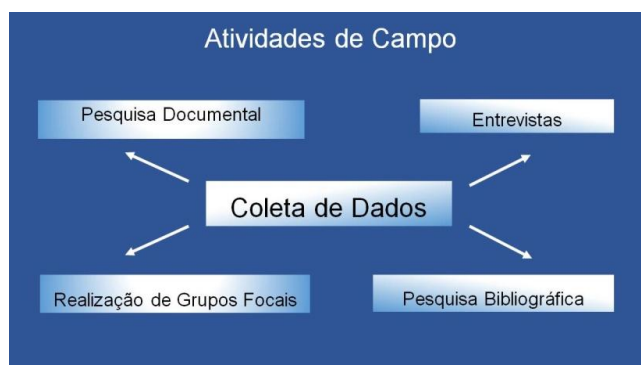 Atividades de Campo
Pesquisa Documental
Entrevistas
Coleta de Dados
Realização de Grupos Focais
Pesquisa Bibliográfica